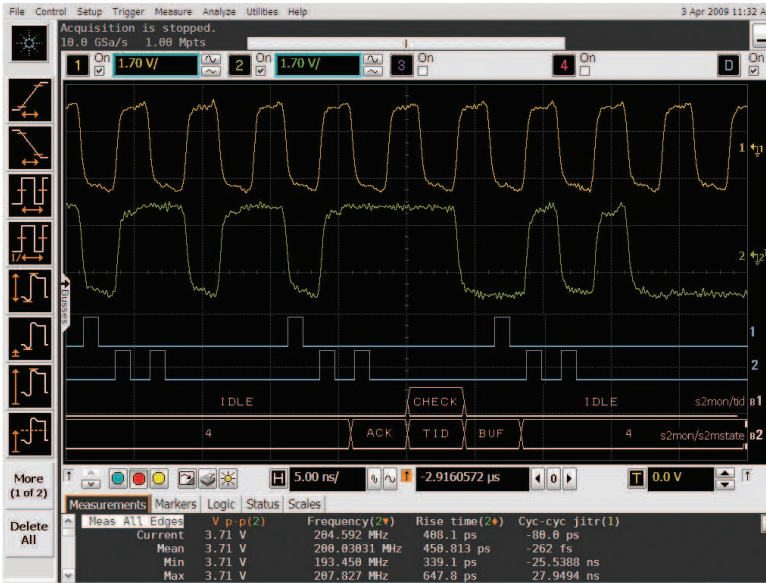 File Control Setup Trigger Measure Analyze Utilities Help 3 Apr 2009 11:32 A
Acquisition is stopped.
10.0 GSa/s 1.00 Mpts
1 On 1.70 V/ 2 On 1.70 V/ 3 On 4 On D On
1 1
2 2
Busses
1
2
IDLE CHECK IDLE s2mon/tid B1
4 ACK TID BUF 4 s2mon/s2mstate B2
More
(1 of 2)
Delete
All
H 5.00 ns/ T -2.9160572 µs 0 T 0.0 V
Measurements Markers Logic Status Scales
Meas All Edges V p-p(2) Frequency(2▼) Rise time(2♦) Cyc-cyc jitr(1)
Current 3.71 V 204.592 MHz 408.1 ps -80.0 ps
Mean 3.71 V 200.03031 MHz 450.813 ps -262 fs
Min 3.71 V 193.450 MHz 339.1 ps -25.5388 ns
Max 3.71 V 207.827 MHz 647.8 ps 27.9494 ns